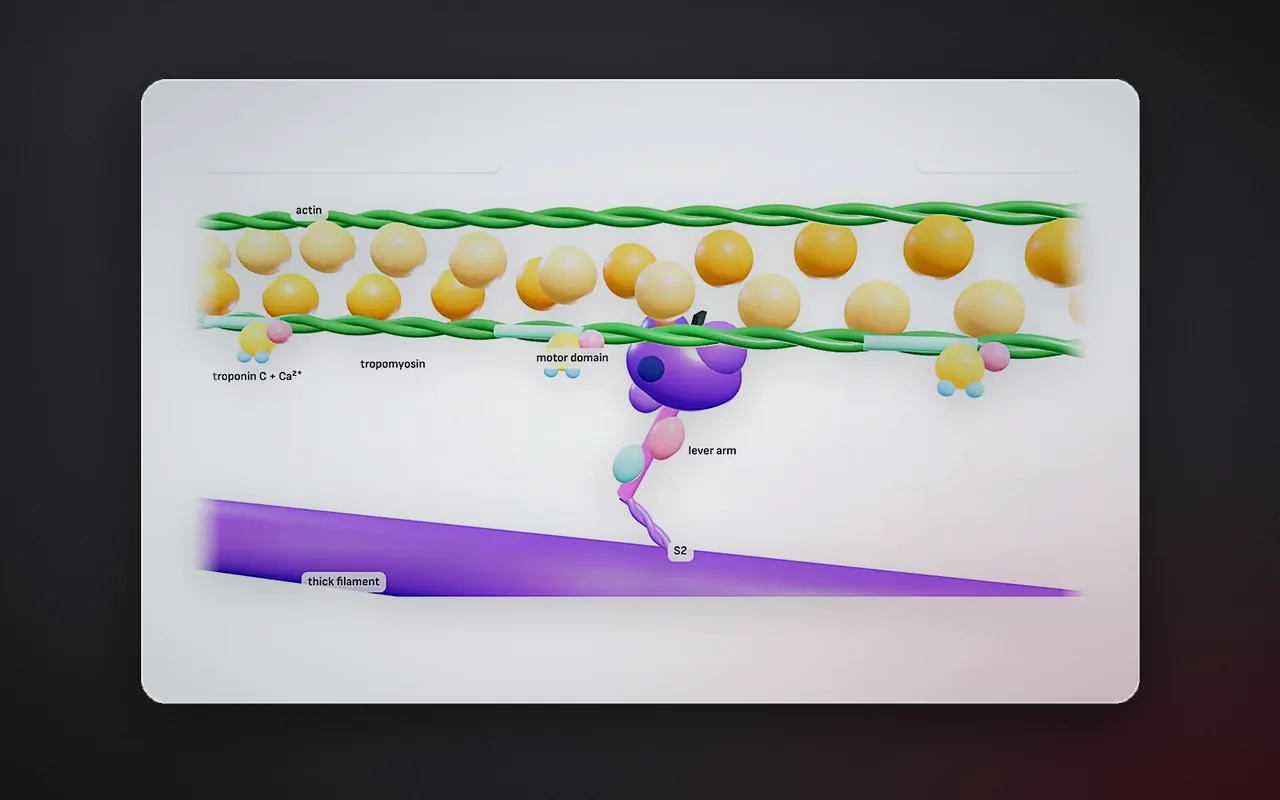 actin
motor domain
tropomyosin
troponin C + Ca²⁺
lever arm
S2
thick filament